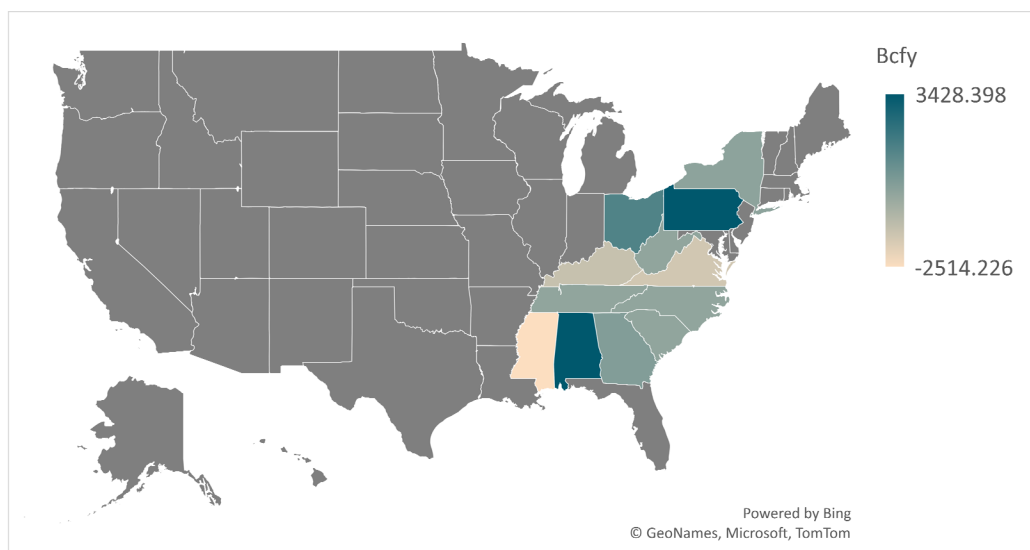 Bcfy
3428.398
-2514.226
Powered by Bing
© GeoNames, Microsoft, TomTom